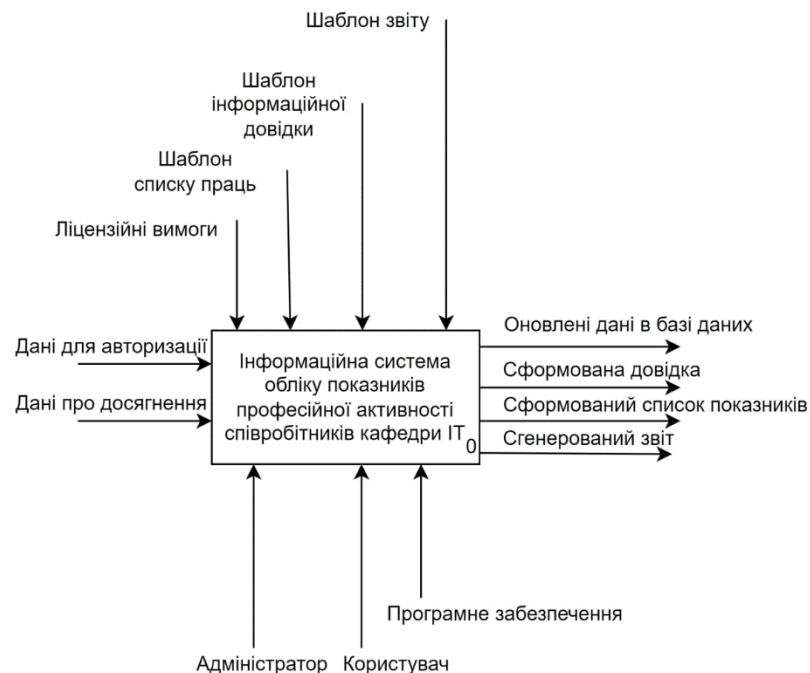 Шаблон звіту
Шаблон
інформаційної
довідки
Шаблон
списку праць
Ліцензійні вимоги
Дані для авторизації
Дані про досягнення
Інформаційна система
обліку показників
професійної активності
співробітників кафедри ІТ
0
Оновлені дані в базі даних
Сформована довідка
Сформований список показників
Сгенерований звіт
Програмне забезпечення
Адміністратор
Користувач